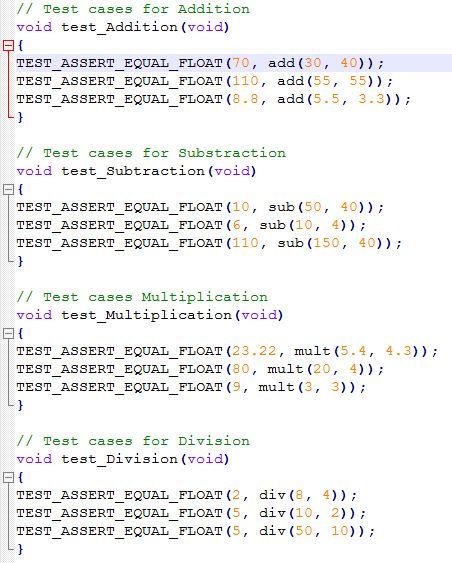 // Test cases for Addition
void test_Addition(void)
{
TEST_ASSERT_EQUAL_FLOAT(70, add(30, 40));
TEST_ASSERT_EQUAL_FLOAT(110, add(55, 55));
TEST_ASSERT_EQUAL_FLOAT(8.8, add(5.5, 3.3));
}
// Test cases for Substraction
void test_Subtraction(void)
{
TEST_ASSERT_EQUAL_FLOAT(10, sub(50, 40));
TEST_ASSERT_EQUAL_FLOAT(6, sub(10, 4));
TEST_ASSERT_EQUAL_FLOAT(110, sub(150, 40));
}
// Test cases Multiplication
void test_Multiplication(void)
{
TEST_ASSERT_EQUAL_FLOAT(23.22, mult(5.4, 4.3));
TEST_ASSERT_EQUAL_FLOAT(80, mult(20, 4));
TEST_ASSERT_EQUAL_FLOAT(9, mult(3, 3));
}
// Test cases for Division
void test_Division(void)
{
TEST_ASSERT_EQUAL_FLOAT(2, div(8, 4));
TEST_ASSERT_EQUAL_FLOAT(5, div(10, 2));
TEST_ASSERT_EQUAL_FLOAT(5, div(50, 10));
}